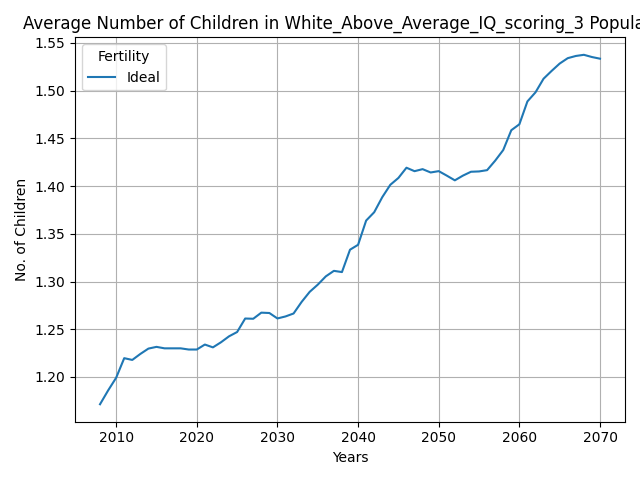 Average Number of Children in White_Above_Average_IQ_scoring_3 Popula
Fertility
Ideal
1.55
1.50
1.45
1.40
1.35
1.30
1.25
1.20
No. of Children
2010 2020 2030 2040 2050 2060 2070
Years